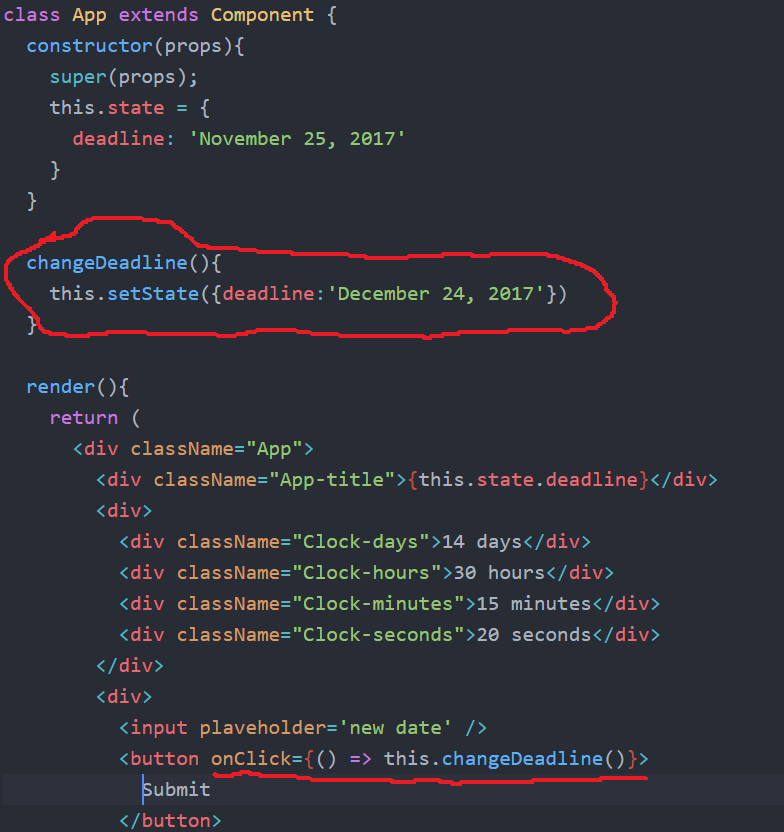 class App extends Component {
constructor(props){
super(props);
this.state = {
deadline: 'November 25, 2017'
}
}
changeDeadline(){
this.setState({deadline:'December 24, 2017'})
}
render(){
return (
<div className="App">
<div className="App-title">{this.state.deadline}</div>
<div>
<div className="Clock-days">14 days</div>
<div className="Clock-hours">30 hours</div>
<div className="Clock-minutes">15 minutes</div>
<div className="Clock-seconds">20 seconds</div>
</div>
<div>
<input plaveholder='new date' />
<button onClick={() => this.changeDeadline()}>
Submit
</button>